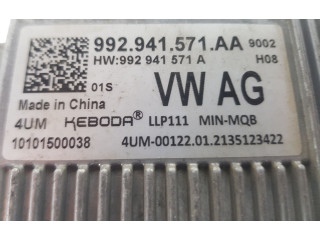 992.941.571.AA 9002
HW:992 941 571 A H08
01S VW AG
Made in China
4UM KEBODA® LLP111 MIN-MQB
10101500038 4UM-00122.01.2135123422